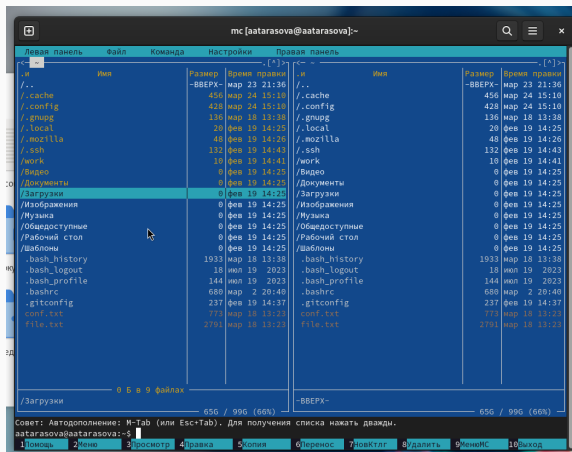 mc [aatarasova@aatarasova]:~
Левая панель Файл Команда Настройки Правая панель
<- ~ .[^]> <- ~ .[^]>
.и Имя Размер Время правки .и Имя Размер Время правки
/.. -ВВЕРХ- мар 23 21:36 /.. -ВВЕРХ- мар 23 21:36
/.cache 456 мар 24 15:10 /.cache 456 мар 24 15:10
/.config 428 мар 24 15:10 /.config 428 мар 24 15:10
/.gnupg 136 мар 18 13:38 /.gnupg 136 мар 18 13:38
/.local 20 фев 19 14:25 /.local 20 фев 19 14:25
/.mozilla 48 фев 19 14:26 /.mozilla 48 фев 19 14:26
/.ssh 132 фев 19 14:43 /.ssh 132 фев 19 14:43
/work 10 фев 19 14:41 /work 10 фев 19 14:41
/Видео 0 фев 19 14:25 /Видео 0 фев 19 14:25
/Документы 0 фев 19 14:25 /Документы 0 фев 19 14:25
/Загрузки 0 фев 19 14:25 /Загрузки 0 фев 19 14:25
/Изображения 0 фев 19 14:25 /Изображения 0 фев 19 14:25
/Музыка 0 фев 19 14:25 /Музыка 0 фев 19 14:25
/Общедоступные 0 фев 19 14:25 /Общедоступные 0 фев 19 14:25
/Рабочий стол 0 фев 19 14:25 /Рабочий стол 0 фев 19 14:25
/Шаблоны 0 фев 19 14:25 /Шаблоны 0 фев 19 14:25
.bash_history 1933 мар 18 13:38 .bash_history 1933 мар 18 13:38
.bash_logout 18 июл 19 2023 .bash_logout 18 июл 19 2023
.bash_profile 144 июл 19 2023 .bash_profile 144 июл 19 2023
.bashrc 680 мар 2 20:40 .bashrc 680 мар 2 20:40
.gitconfig 237 фев 19 14:37 .gitconfig 237 фев 19 14:37
conf.txt 773 мар 18 13:23 conf.txt 773 мар 18 13:23
file.txt 2791 мар 18 13:23 file.txt 2791 мар 18 13:23
0 Б в 9 файлах
/Загрузки -ВВЕРХ-
65G / 99G (66%) 65G / 99G (66%)
Совет: Автодополнение: M-Tab (или Esc+Tab). Для получения списка нажать дважды.
aatarasova@aatarasova:~$
1Помощь 2Меню 3Просмотр 4Правка 5Копия 6Перенос 7НовКтлг 8Удалить 9МенюMC 10Выход